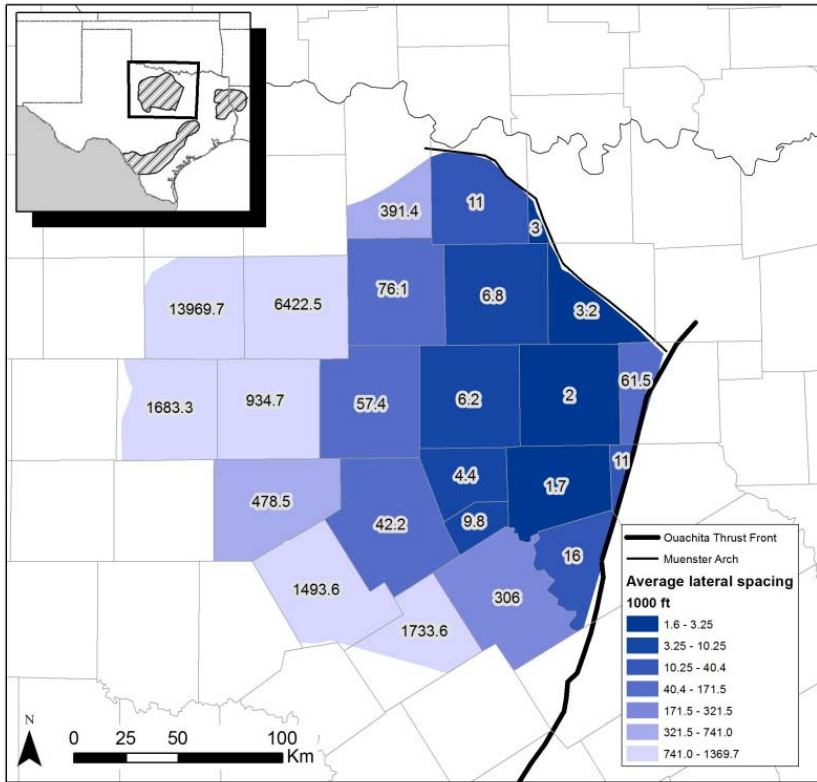 391.4
11
3
13969.7
6422.5
76.1
6.8
3.2
1683.3
934.7
57.4
6.2
2
61.5
478.5
4.4
1.7
11
42.2
9.8
16
1493.6
306
1733.6
Ouachita Thrust Front
Muenster Arch
Average lateral spacing
1000 ft
1.6 - 3.25
3.25 - 10.25
10.25 - 40.4
40.4 - 171.5
171.5 - 321.5
321.5 - 741.0
741.0 - 1369.7
N
0 25 50 100
Km